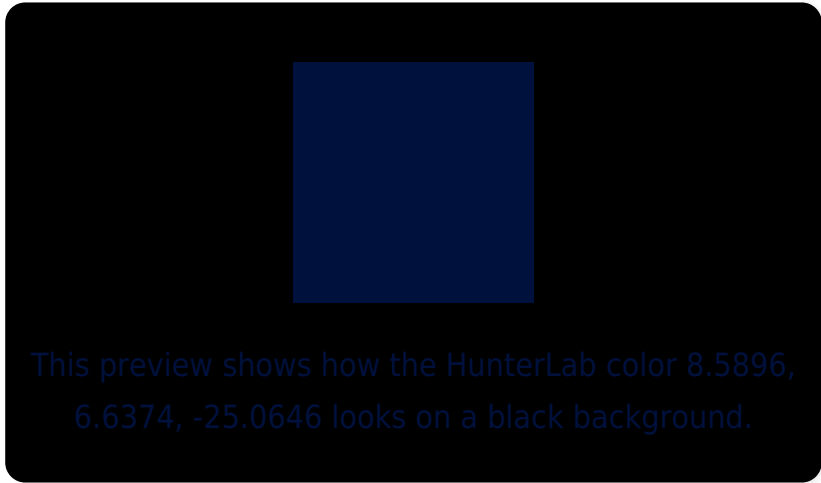 This preview shows how the HunterLab color 8.5896,
6.6374, -25.0646 looks on a black background.